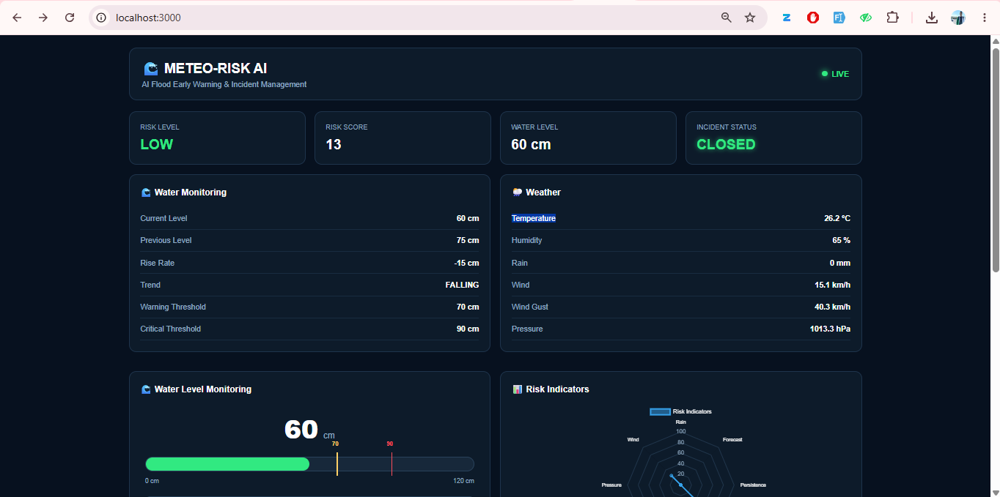 localhost:3000
METEO-RISK AI
AI Flood Early Warning & Incident Management
LIVE
RISK LEVEL
LOW
RISK SCORE
13
WATER LEVEL
60 cm
INCIDENT STATUS
CLOSED
Water Monitoring
Current Level 60 cm
Previous Level 75 cm
Rise Rate -15 cm
Trend FALLING
Warning Threshold 70 cm
Critical Threshold 90 cm
Weather
Temperature 26.2 °C
Humidity 65 %
Rain 0 mm
Wind 15.1 km/h
Wind Gust 40.3 km/h
Pressure 1013.3 hPa
Water Level Monitoring
60 cm
70 90
0 cm 120 cm
Risk Indicators
Risk Indicators
Rain
100
Wind Forecast
80
60
40
20
Pressure Persistence